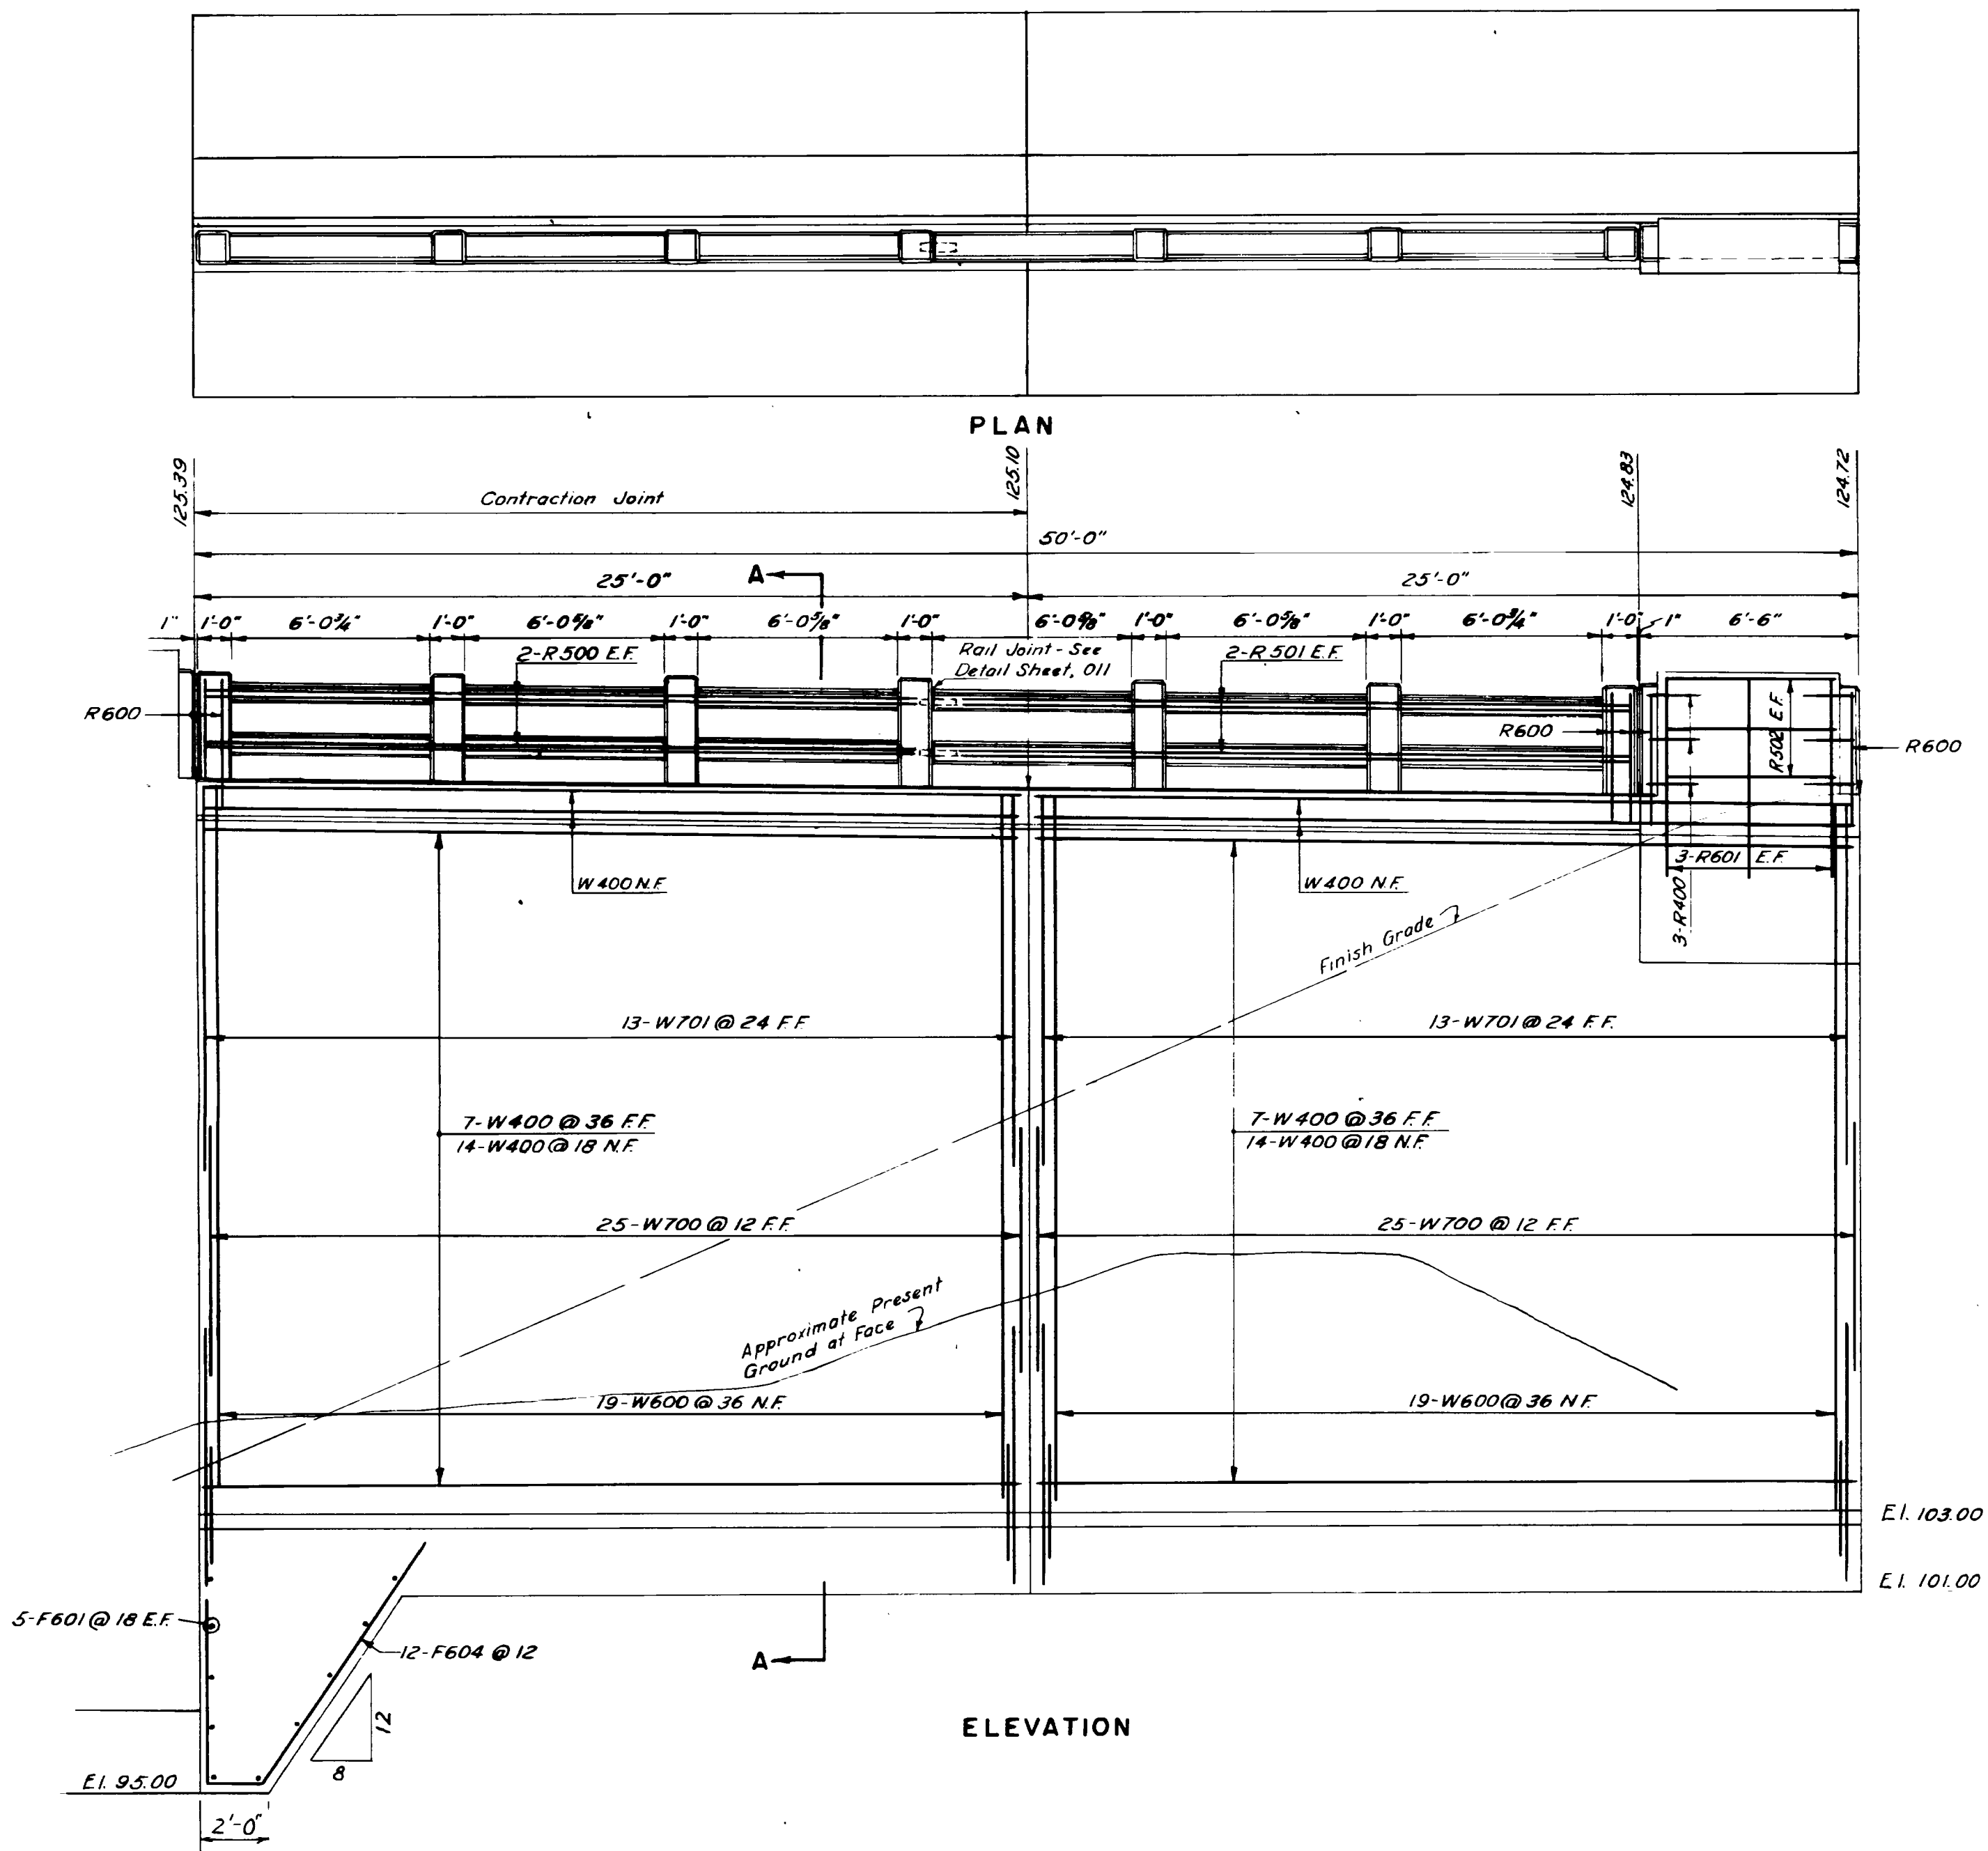 PLAN
125.39
125.10
124.83
124.72
Contraction Joint
50'-0"
25'-0"
A
25'-0"
1"
1'-0"
6'-0¾"
1'-0"
6'-0⅝"
1'-0"
6'-0⅝"
1'-0"
6'-0⅝"
1'-0"
6'-0⅝"
1'-0"
6'-0¾"
1'-0"
1"
6'-6"
2-R500 E.F.
Rail Joint - See
Detail Sheet, 011
2-R501 E.F.
R600
R600
R502 E.F.
R600
W400 N.F.
W400 N.F.
3-R601 E.F.
3-R400
Finish Grade
13-W701 @ 24 F.F.
13-W701 @ 24 F.F.
7-W400 @ 36 F.F.
14-W400 @ 18 N.F.
7-W400 @ 36 F.F.
14-W400 @ 18 N.F.
25-W700 @ 12 F.F.
25-W700 @ 12 F.F.
Approximate Present
Ground at Face
19-W600 @ 36 N.F.
19-W600 @ 36 N.F.
El. 103.00
El. 101.00
5-F601 @ 18 E.F.
12-F604 @ 12
A
12
8
ELEVATION
El. 95.00
2'-0"